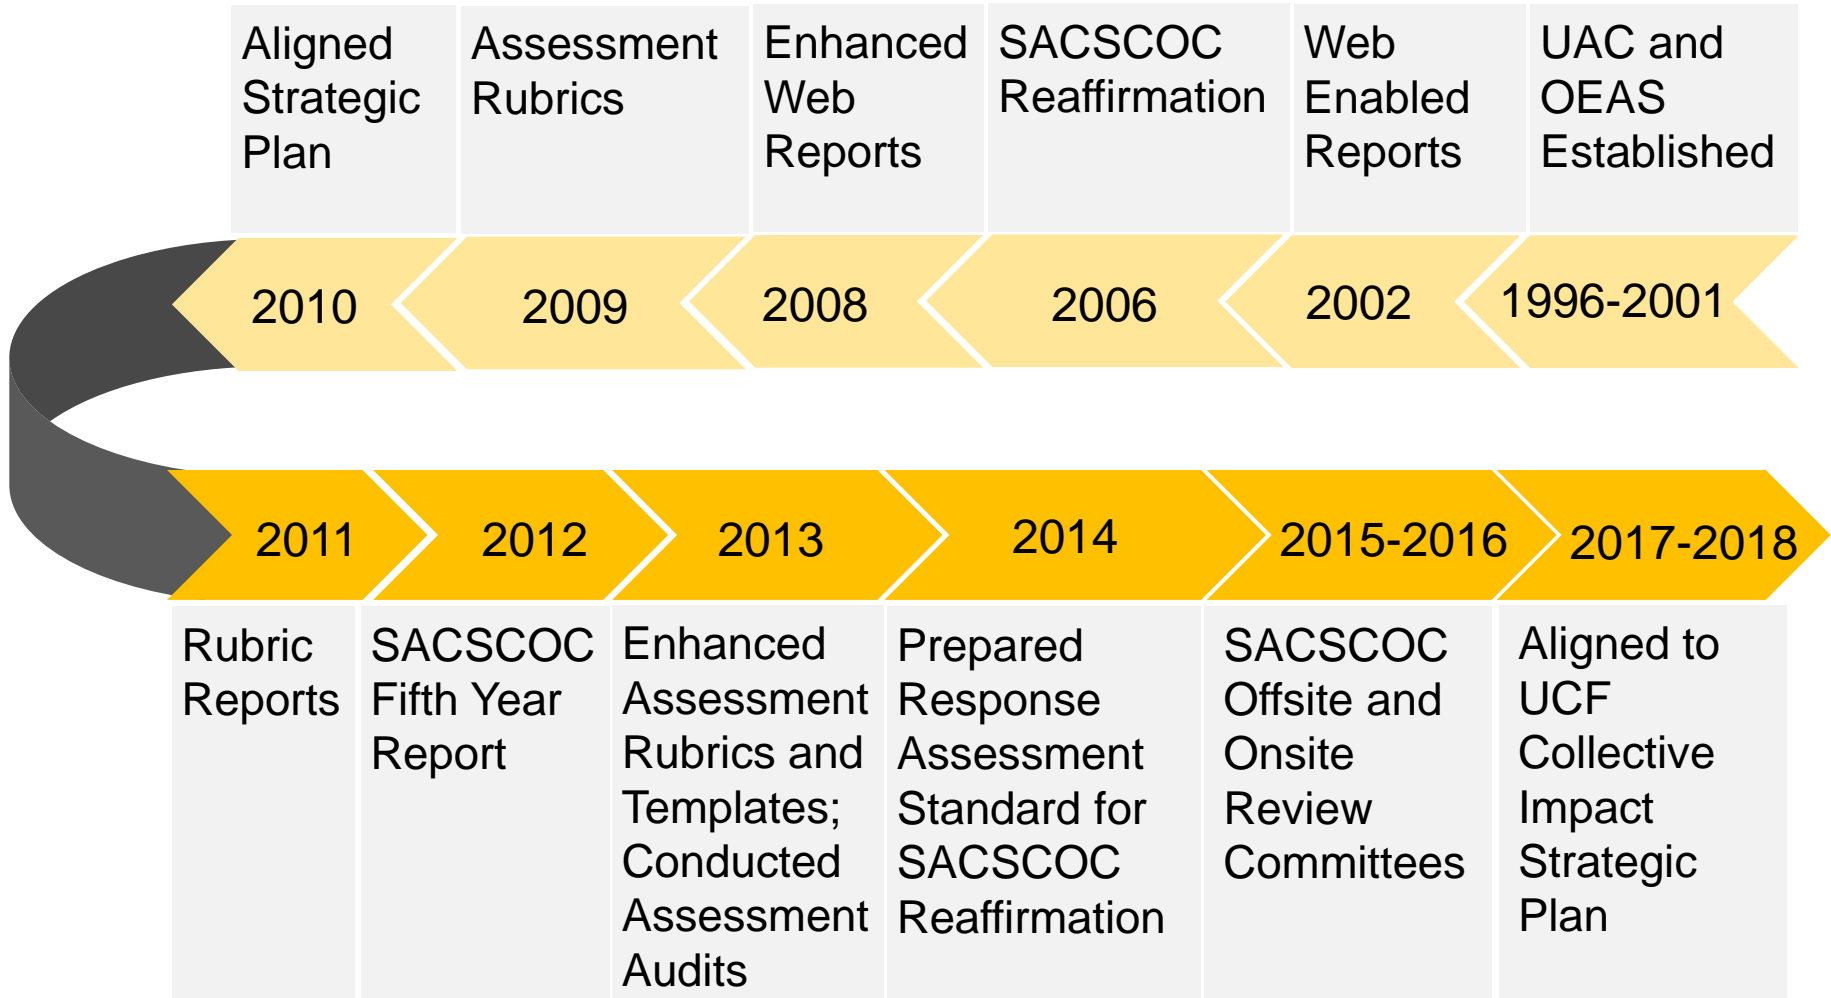 Aligned
Strategic
Plan
Assessment
Rubrics
Enhanced
Web
Reports
SACSCOC
Reaffirmation
Web
Enabled
Reports
UAC and
OEAS
Established
2010
2009
2008
2006
2002
1996-2001
2011
2012
2013
2014
2015-2016
2017-2018
Rubric
Reports
SACSCOC
Fifth Year
Report
Enhanced
Assessment
Rubrics and
Templates;
Conducted
Assessment
Audits
Prepared
Response
Assessment
Standard for
SACSCOC
Reaffirmation
SACSCOC
Offsite and
Onsite
Review
Committees
Aligned to
UCF
Collective
Impact
Strategic
Plan